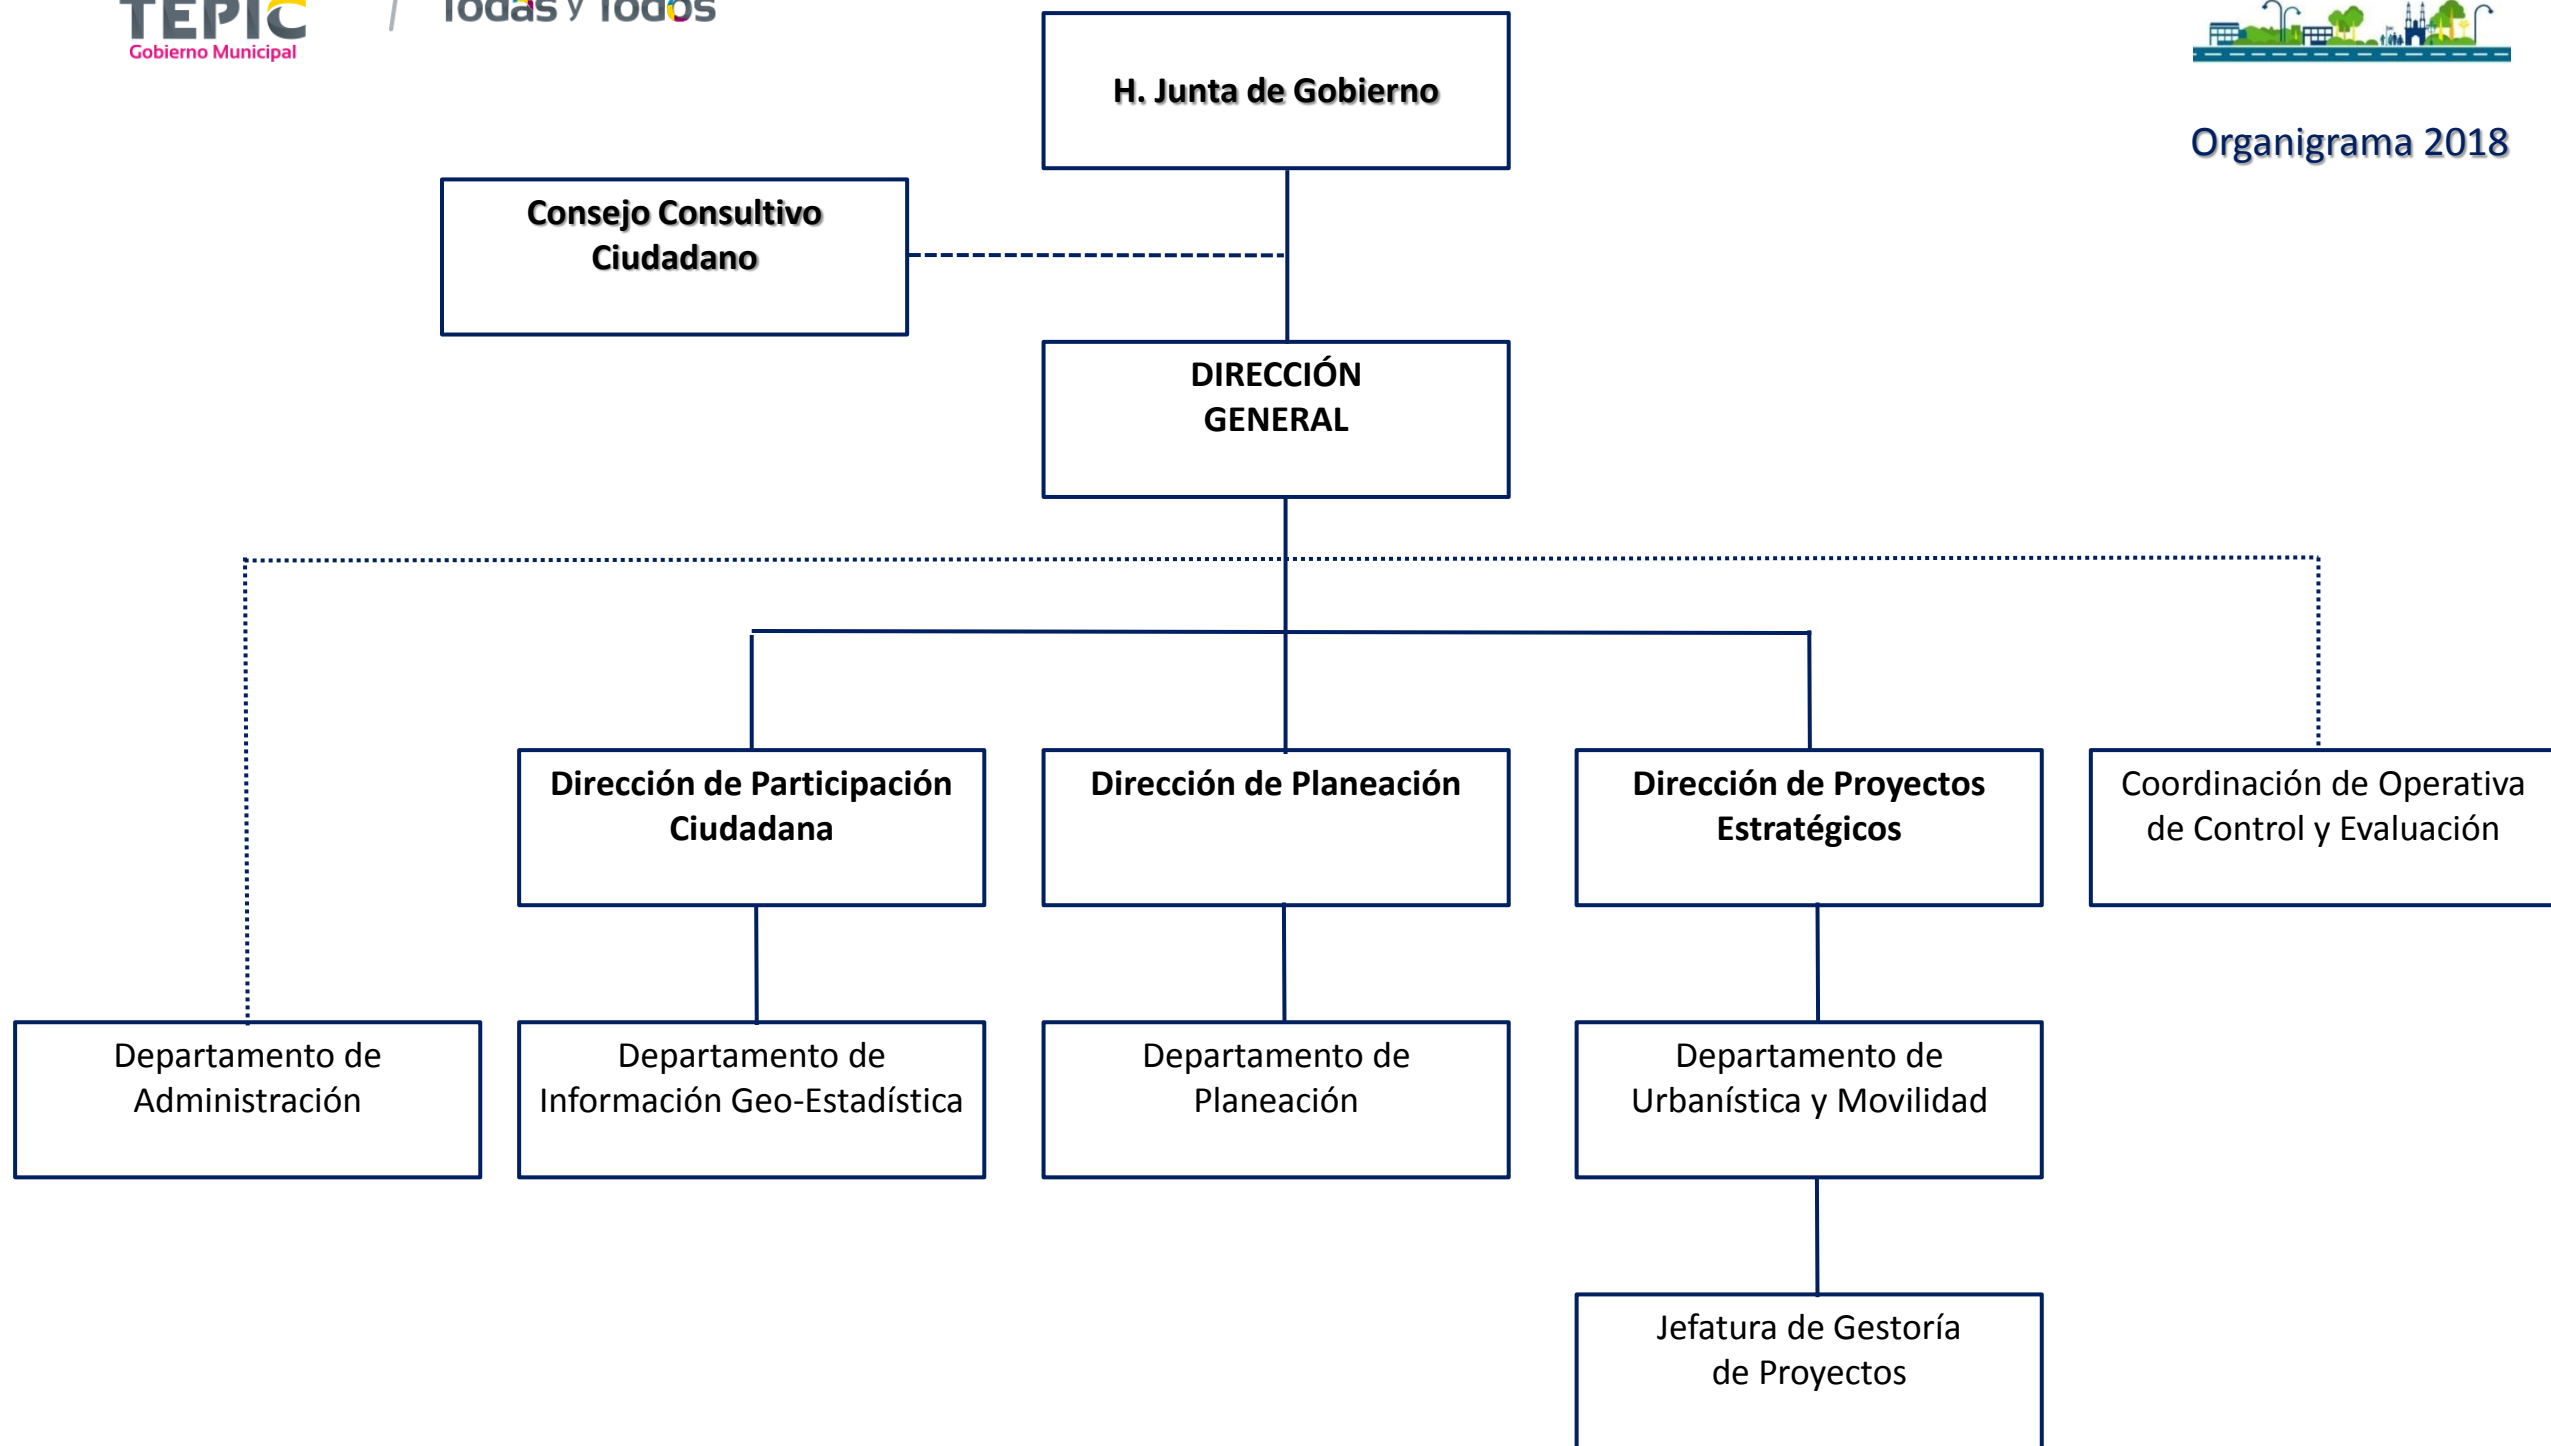 TEPIC
Gobierno Municipal
Todas y Todos
Organigrama 2018
H. Junta de Gobierno
Consejo Consultivo
Ciudadano
DIRECCIÓN
GENERAL
Dirección de Participación
Ciudadana
Dirección de Planeación
Dirección de Proyectos
Estratégicos
Coordinación de Operativa
de Control y Evaluación
Departamento de
Administración
Departamento de
Información Geo-Estadística
Departamento de
Planeación
Departamento de
Urbanística y Movilidad
Jefatura de Gestoría
de Proyectos